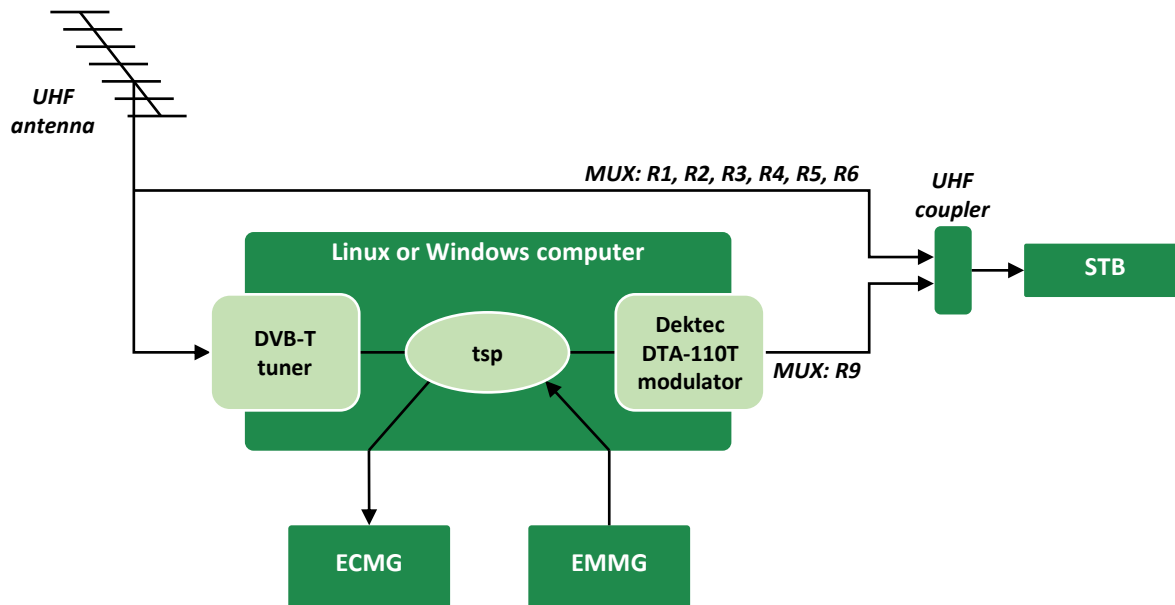 UHF
antenna
MUX: R1, R2, R3, R4, R5, R6
UHF
coupler
Linux or Windows computer
STB
DVB-T
tuner
tsp
Dektec
DTA-110T
modulator
MUX: R9
ECMG
EMMG